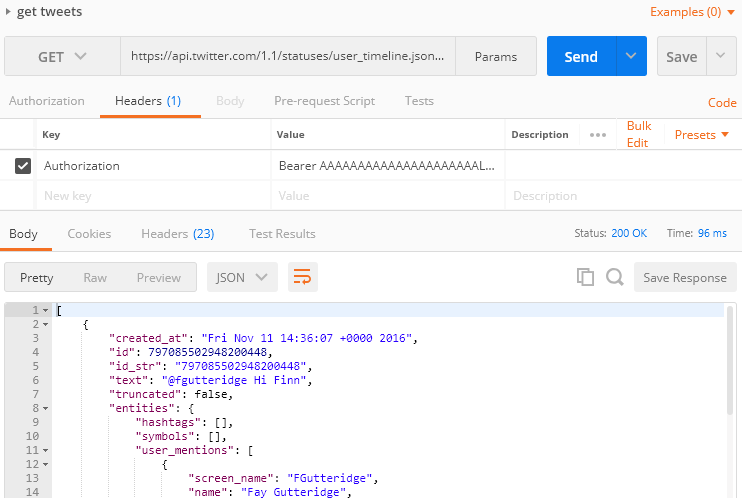 get tweets Examples (0)
GET https://api.twitter.com/1.1/statuses/user_timeline.json... Params Send Save
Authorization Headers (1) Body Pre-request Script Tests Code
Key Value Description ••• Bulk Edit Presets
Authorization Bearer AAAAAAAAAAAAAAAAAAAAAL...
New key Value Description
Body Cookies Headers (23) Test Results Status: 200 OK Time: 96 ms
Pretty Raw Preview JSON Save Response
1 [
2 {
3 "created_at": "Fri Nov 11 14:36:07 +0000 2016",
4 "id": 797085502948200448,
5 "id_str": "797085502948200448",
6 "text": "@fgutteridge Hi Finn",
7 "truncated": false,
8 "entities": {
9 "hashtags": [],
10 "symbols": [],
11 "user_mentions": [
12 {
13 "screen_name": "FGutteridge",
14 "name": "Fay Gutteridge",